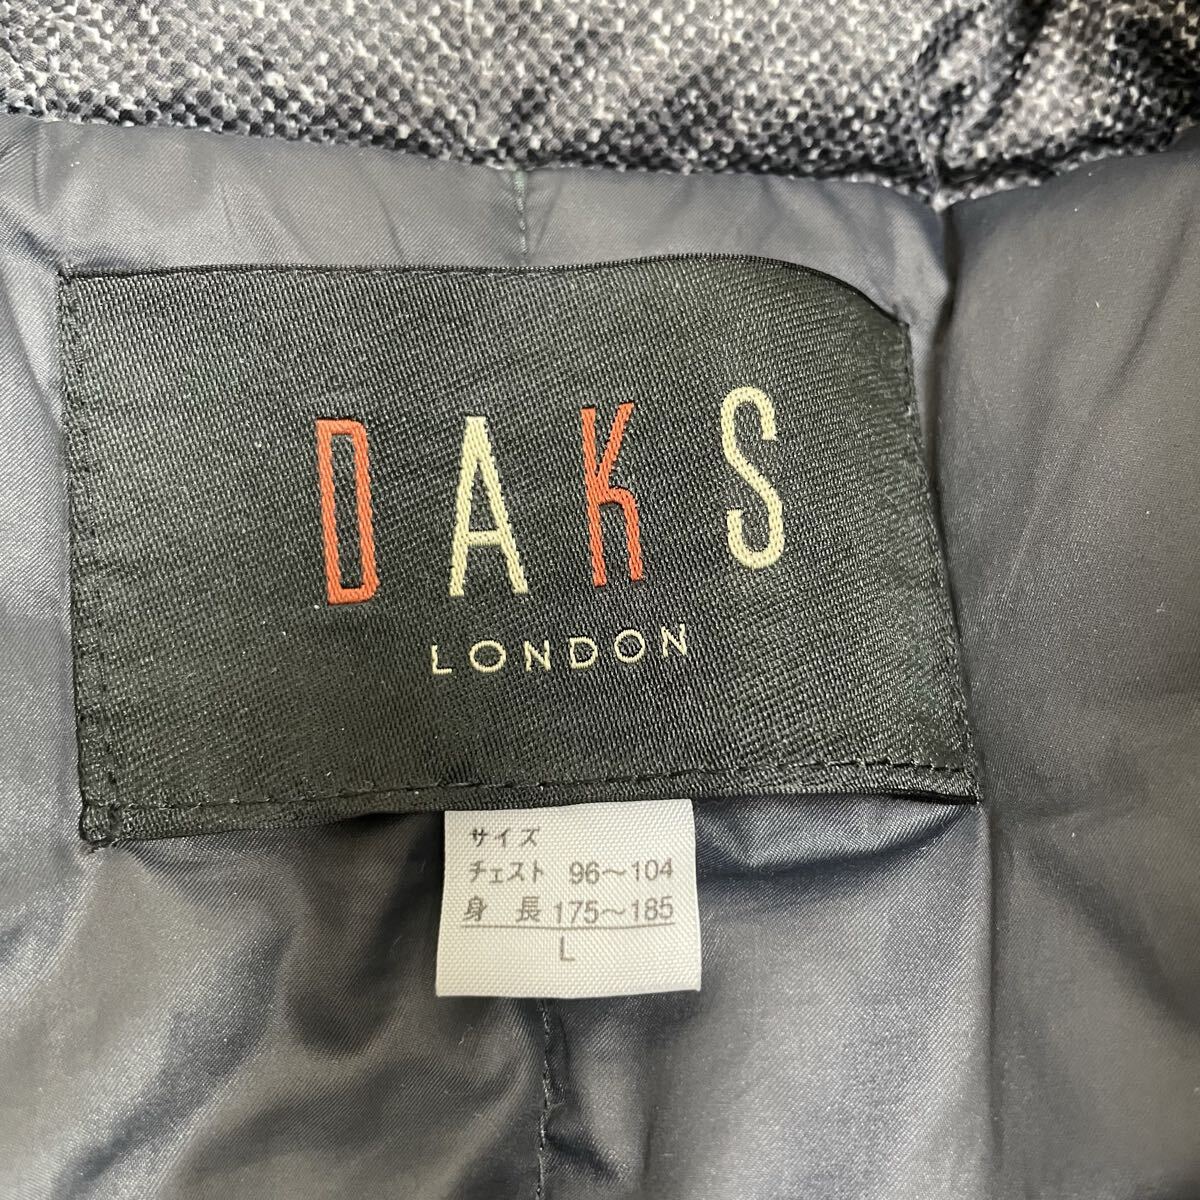 DAKS
LONDON
サイズ
チェスト 96～104
身 長 175～185
L